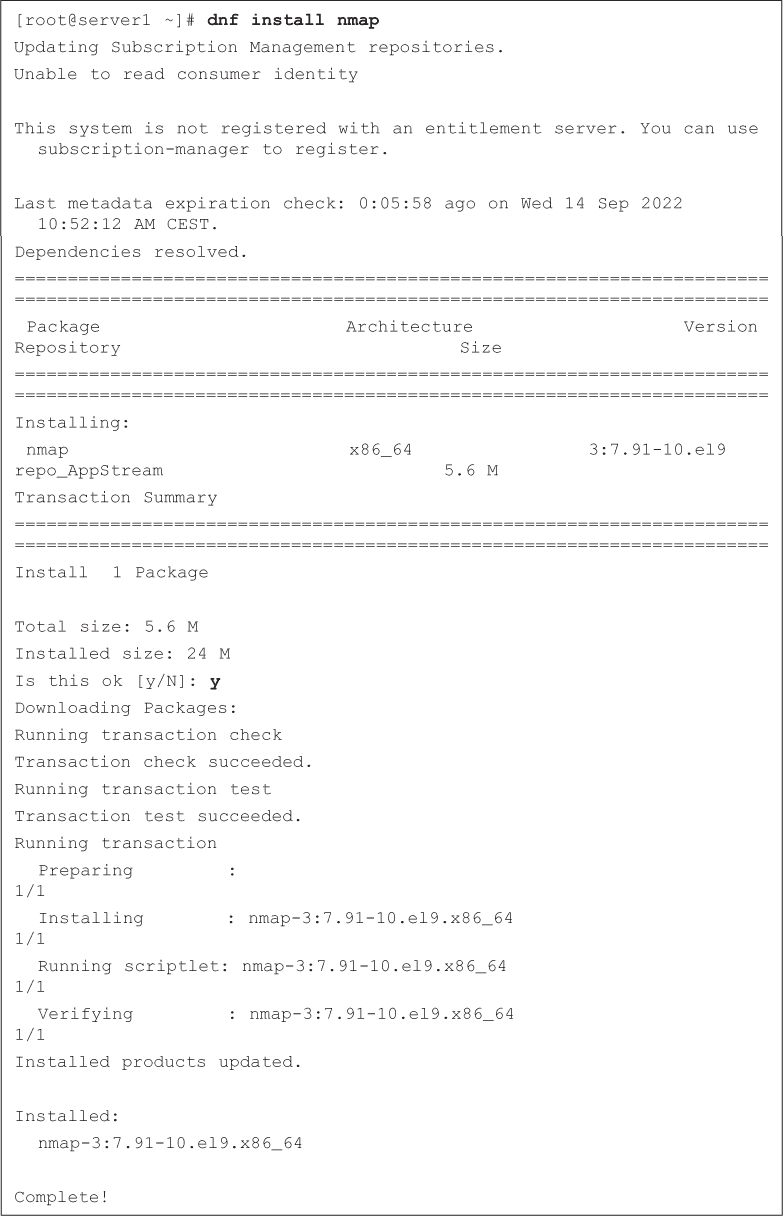 [root@server1 ~]# dnf install nmap
Updating Subscription Management repositories.
Unable to read consumer identity
This system is not registered with an entitlement server. You can use
subscription-manager to register.
Last metadata expiration check: 0:05:58 ago on Wed 14 Sep 2022
10:52:12 AM CEST.
Dependencies resolved.
========================================================================
========================================================================
Package Architecture Version
Repository Size
========================================================================
========================================================================
Installing:
nmap x86_64 3:7.91-10.el9
repo_AppStream 5.6 M
Transaction Summary
========================================================================
========================================================================
Install 1 Package
Total size: 5.6 M
Installed size: 24 M
Is this ok [y/N]: y
Downloading Packages:
Running transaction check
Transaction check succeeded.
Running transaction test
Transaction test succeeded.
Running transaction
Preparing :
1/1
Installing : nmap-3:7.91-10.el9.x86_64
1/1
Running scriptlet: nmap-3:7.91-10.el9.x86_64
1/1
Verifying : nmap-3:7.91-10.el9.x86_64
1/1
Installed products updated.
Installed:
nmap-3:7.91-10.el9.x86_64
Complete!